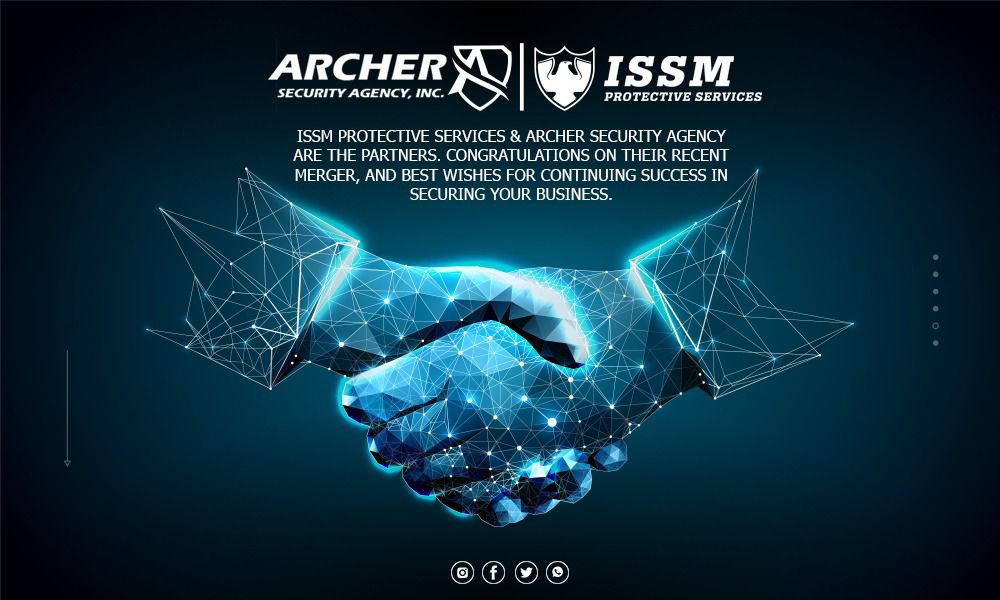 ARCHER
SECURITY AGENCY, INC.
ISSM
PROTECTIVE SERVICES
ISSM PROTECTIVE SERVICES & ARCHER SECURITY AGENCY
ARE THE PARTNERS. CONGRATULATIONS ON THEIR RECENT
MERGER, AND BEST WISHES FOR CONTINUING SUCCESS IN
SECURING YOUR BUSINESS.